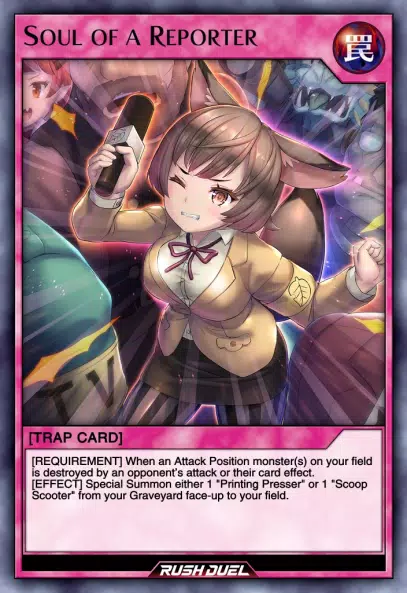 SOUL OF A REPORTER
罠
TV
[TRAP CARD]
[REQUIREMENT] When an Attack Position monster(s) on your field
is destroyed by an opponent's attack or their card effect.
[EFFECT] Special Summon either 1 "Printing Presser" or 1 "Scoop
Scooter" from your Graveyard face-up to your field.
RUSH DUEL